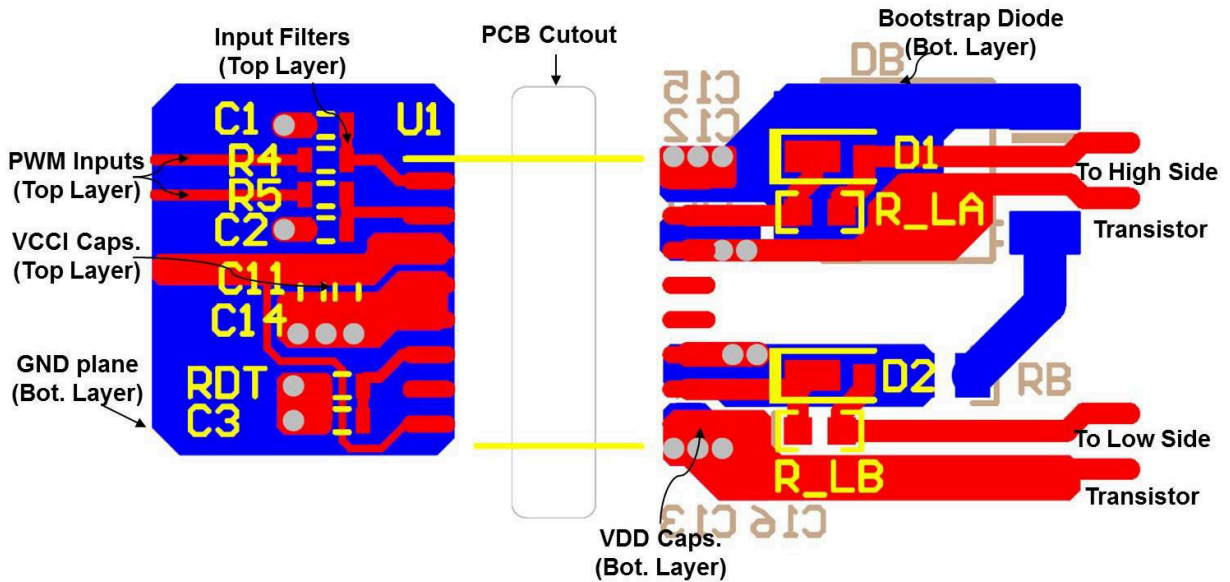 Input Filters
(Top Layer)
PCB Cutout
Bootstrap Diode
(Bot. Layer)
C1
U1
PWM Inputs
(Top Layer)
R4
R5
C2
VCCI Caps.
(Top Layer)
C11
C14
GND plane
(Bot. Layer)
RDT
C3
DB
C15
C12
D1
To High Side
R_LA
Transistor
D2
RB
To Low Side
R_LB
Transistor
C13
C16
VDD Caps.
(Bot. Layer)